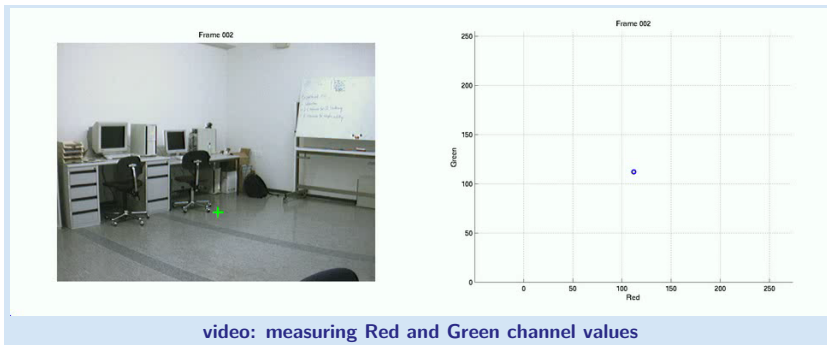 Frame 002
Frame 002
250
200
150
100
50
0
Green
0 50 100 150 200 250
Red
video: measuring Red and Green channel values